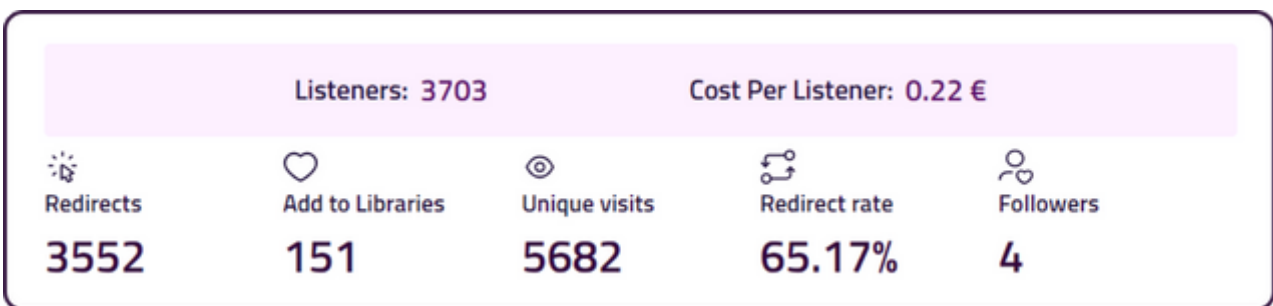 Listeners: 3703 Cost Per Listener: 0.22 €
Redirects Add to Libraries Unique visits Redirect rate Followers
3552 151 5682 65.17% 4